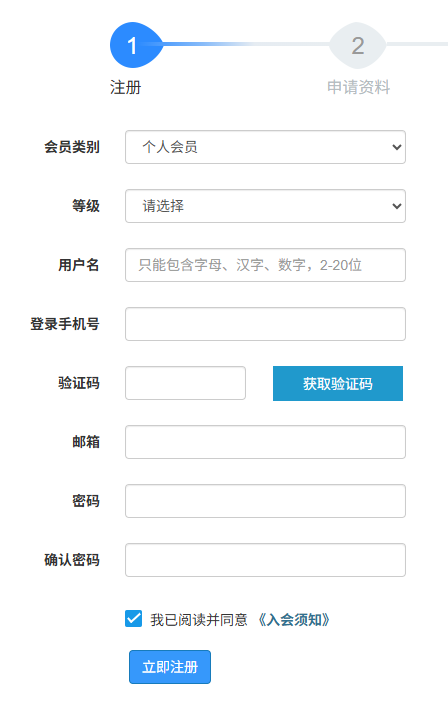 1 2
注册 申请资料
会员类别 个人会员
等级 请选择
用户名 只能包含字母、汉字、数字，2-20位
登录手机号
验证码 获取验证码
邮箱
密码
确认密码
我已阅读并同意 《入会须知》
立即注册